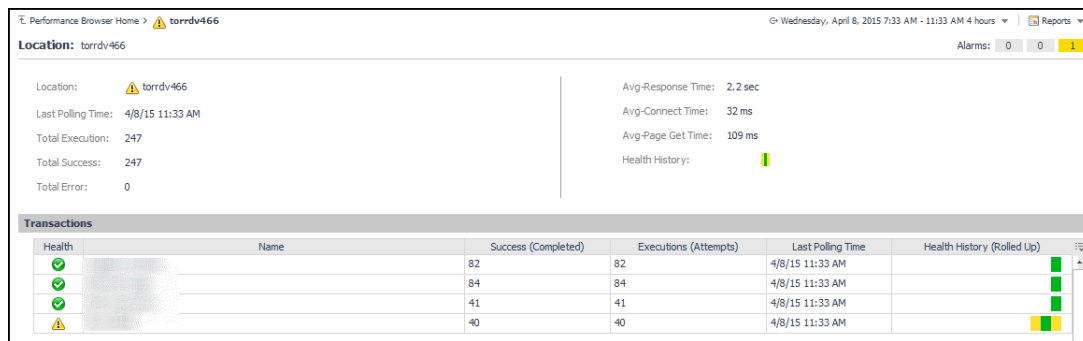 Performance Browser Home > torrdv466
Wednesday, April 8, 2015 7:33 AM - 11:33 AM 4 hours
Reports
Location: torrdv466
Alarms: 0 0 1
Location: torrdv466
Last Polling Time: 4/8/15 11:33 AM
Total Execution: 247
Total Success: 247
Total Error: 0
Avg-Response Time: 2.2 sec
Avg-Connect Time: 32 ms
Avg-Page Get Time: 109 ms
Health History:
Transactions
Health Name Success (Completed) Executions (Attempts) Last Polling Time Health History (Rolled Up)
82 82 4/8/15 11:33 AM
84 84 4/8/15 11:33 AM
41 41 4/8/15 11:33 AM
40 40 4/8/15 11:33 AM